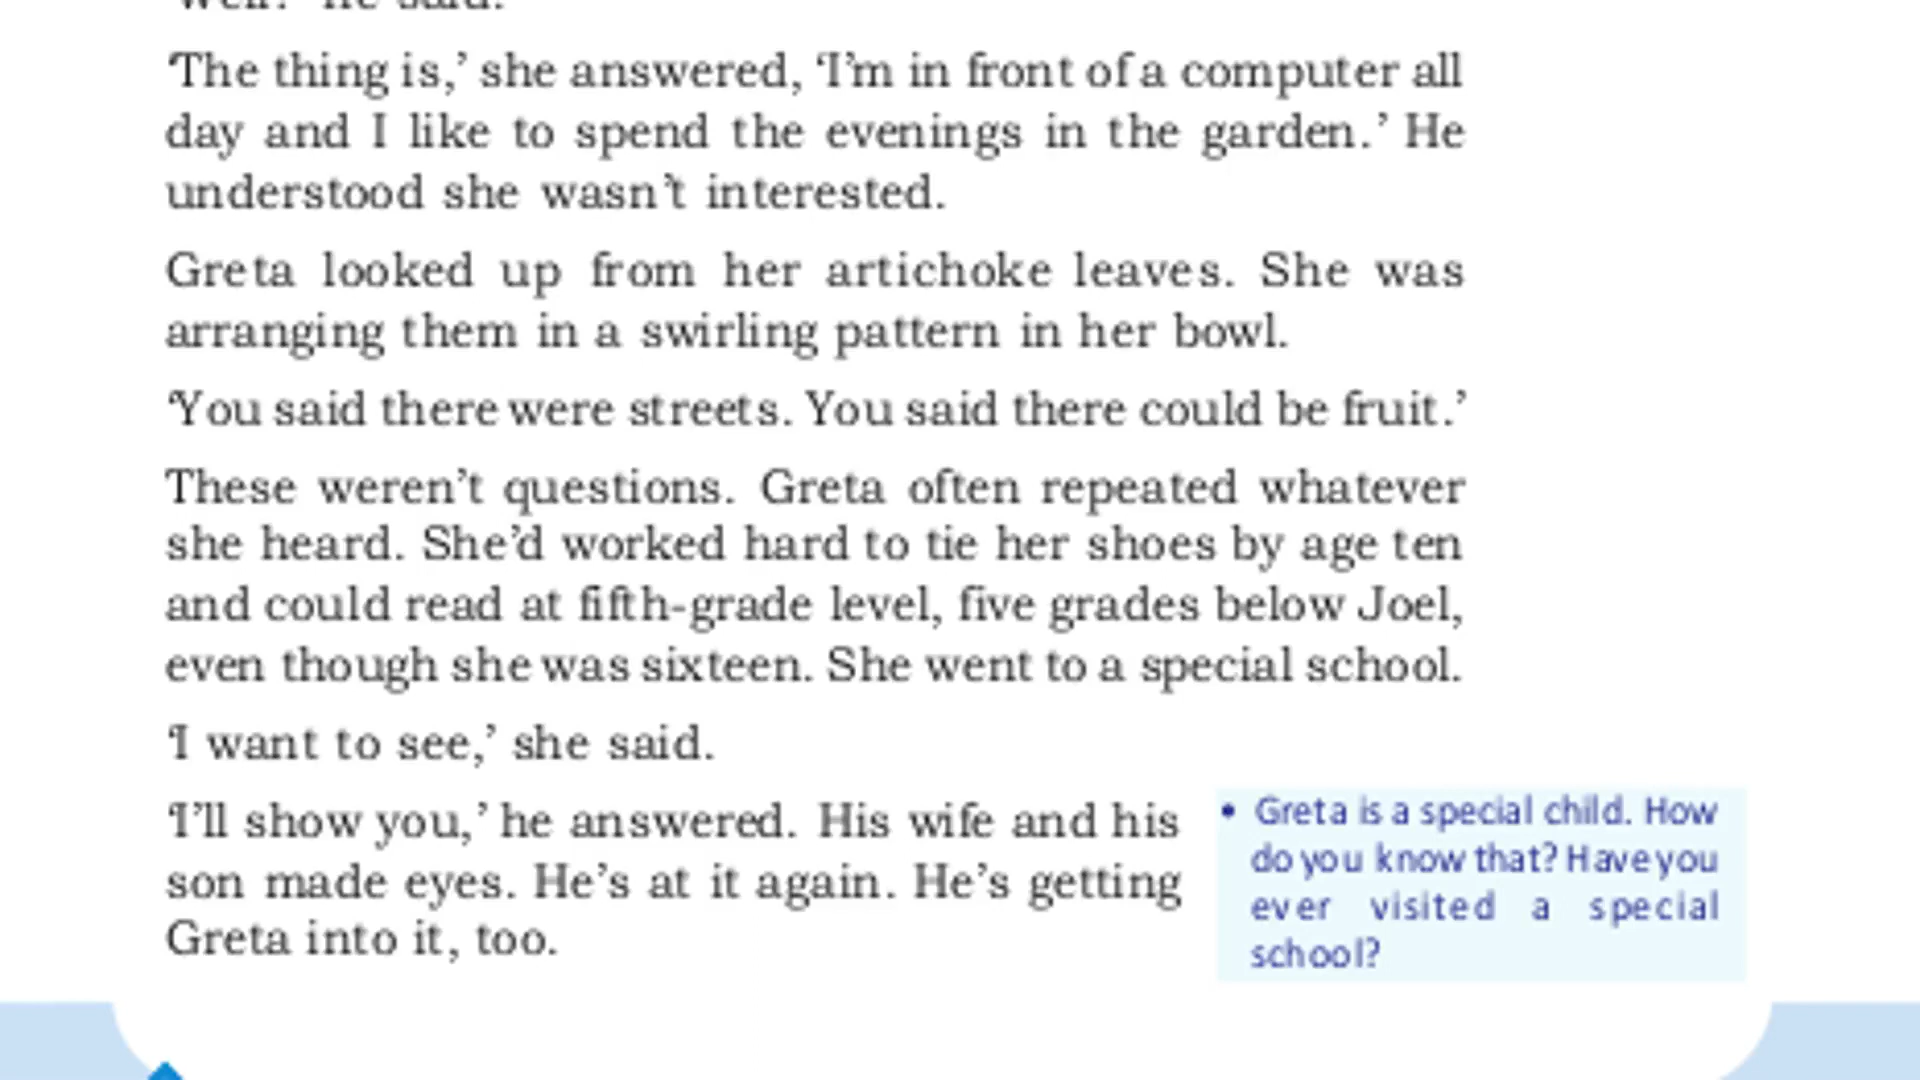 well?' he said.
'The thing is,' she answered, 'I'm in front of a computer all
day and I like to spend the evenings in the garden.' He
understood she wasn't interested.
Greta looked up from her artichoke leaves. She was
arranging them in a swirling pattern in her bowl.
'You said there were streets. You said there could be fruit.'
These weren't questions. Greta often repeated whatever
she heard. She'd worked hard to tie her shoes by age ten
and could read at fifth-grade level, five grades below Joel,
even though she was sixteen. She went to a special school.
'I want to see,' she said.
'I'll show you,' he answered. His wife and his
son made eyes. He's at it again. He's getting
Greta into it, too.
• Greta is a special child. How
do you know that? Have you
ever visited a special
school?